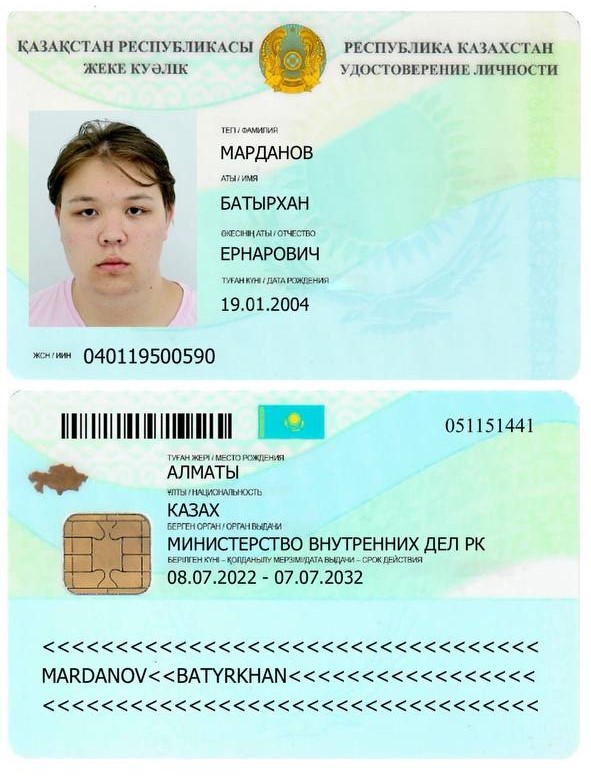 ҚАЗАҚСТАН РЕСПУБЛИКАСЫ
ЖЕКЕ КУӘЛІК
РЕСПУБЛИКА КАЗАХСТАН
УДОСТОВЕРЕНИЕ ЛИЧНОСТИ
ТЕГІ / ФАМИЛИЯ
МАРДАНОВ
АТЫ / ИМЯ
БАТЫРХАН
ӘКЕСІНІҢ АТЫ / ОТЧЕСТВО
ЕРНАРОВИЧ
ТУҒАН КҮНІ / ДАТА РОЖДЕНИЯ
19.01.2004
ЖСН / ИИН 040119500590
051151441
ТУҒАН ЖЕРІ / МЕСТО РОЖДЕНИЯ
АЛМАТЫ
ҰЛТЫ / НАЦИОНАЛЬНОСТЬ
КАЗАХ
БЕРГЕН ОРГАН / ОРГАН ВЫДАЧИ
МИНИСТЕРСТВО ВНУТРЕННИХ ДЕЛ РК
БЕРІЛГЕН КҮНІ – ҚОЛДАНЫЛУ МЕРЗІМІ/ДАТА ВЫДАЧИ – СРОК ДЕЙСТВИЯ
08.07.2022 - 07.07.2032
<<<<<<<<<<<<<<<<<<<<<<<<<<<<<<<<<<
MARDANOV<<BATYRKHAN<<<<<<<<<<<<<<<<<
<<<<<<<<<<<<<<<<<<<<<<<<<<<<<<<<<<